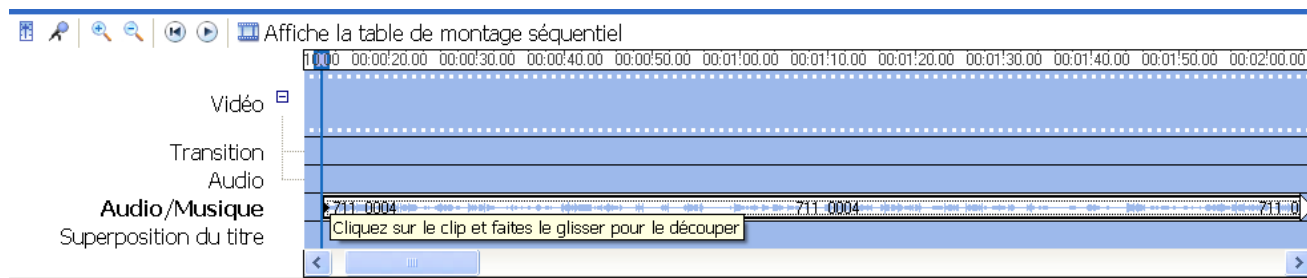 Affiche la table de montage séquentiel
00:00:20.00 00:00:30.00 00:00:40.00 00:00:50.00 00:01:00.00 00:01:10.00 00:01:20.00 00:01:30.00 00:01:40.00 00:01:50.00 00:02:00.00
Vidéo
Transition
Audio
Audio/Musique 711_0004 711_0004 711_0
Cliquez sur le clip et faites le glisser pour le découper
Superposition du titre